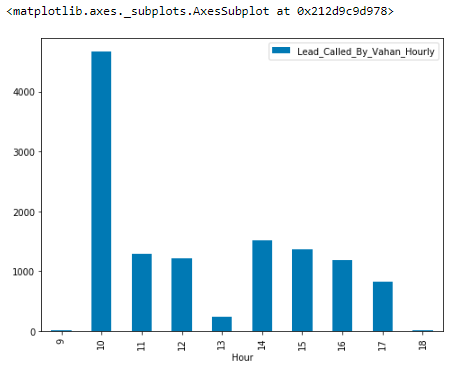 <matplotlib.axes._subplots.AxesSubplot at 0x212d9c9d978>
Lead_Called_By_Vahan_Hourly
4000
3000
2000
1000
0
9 10 11 12 13 14 15 16 17 18
Hour